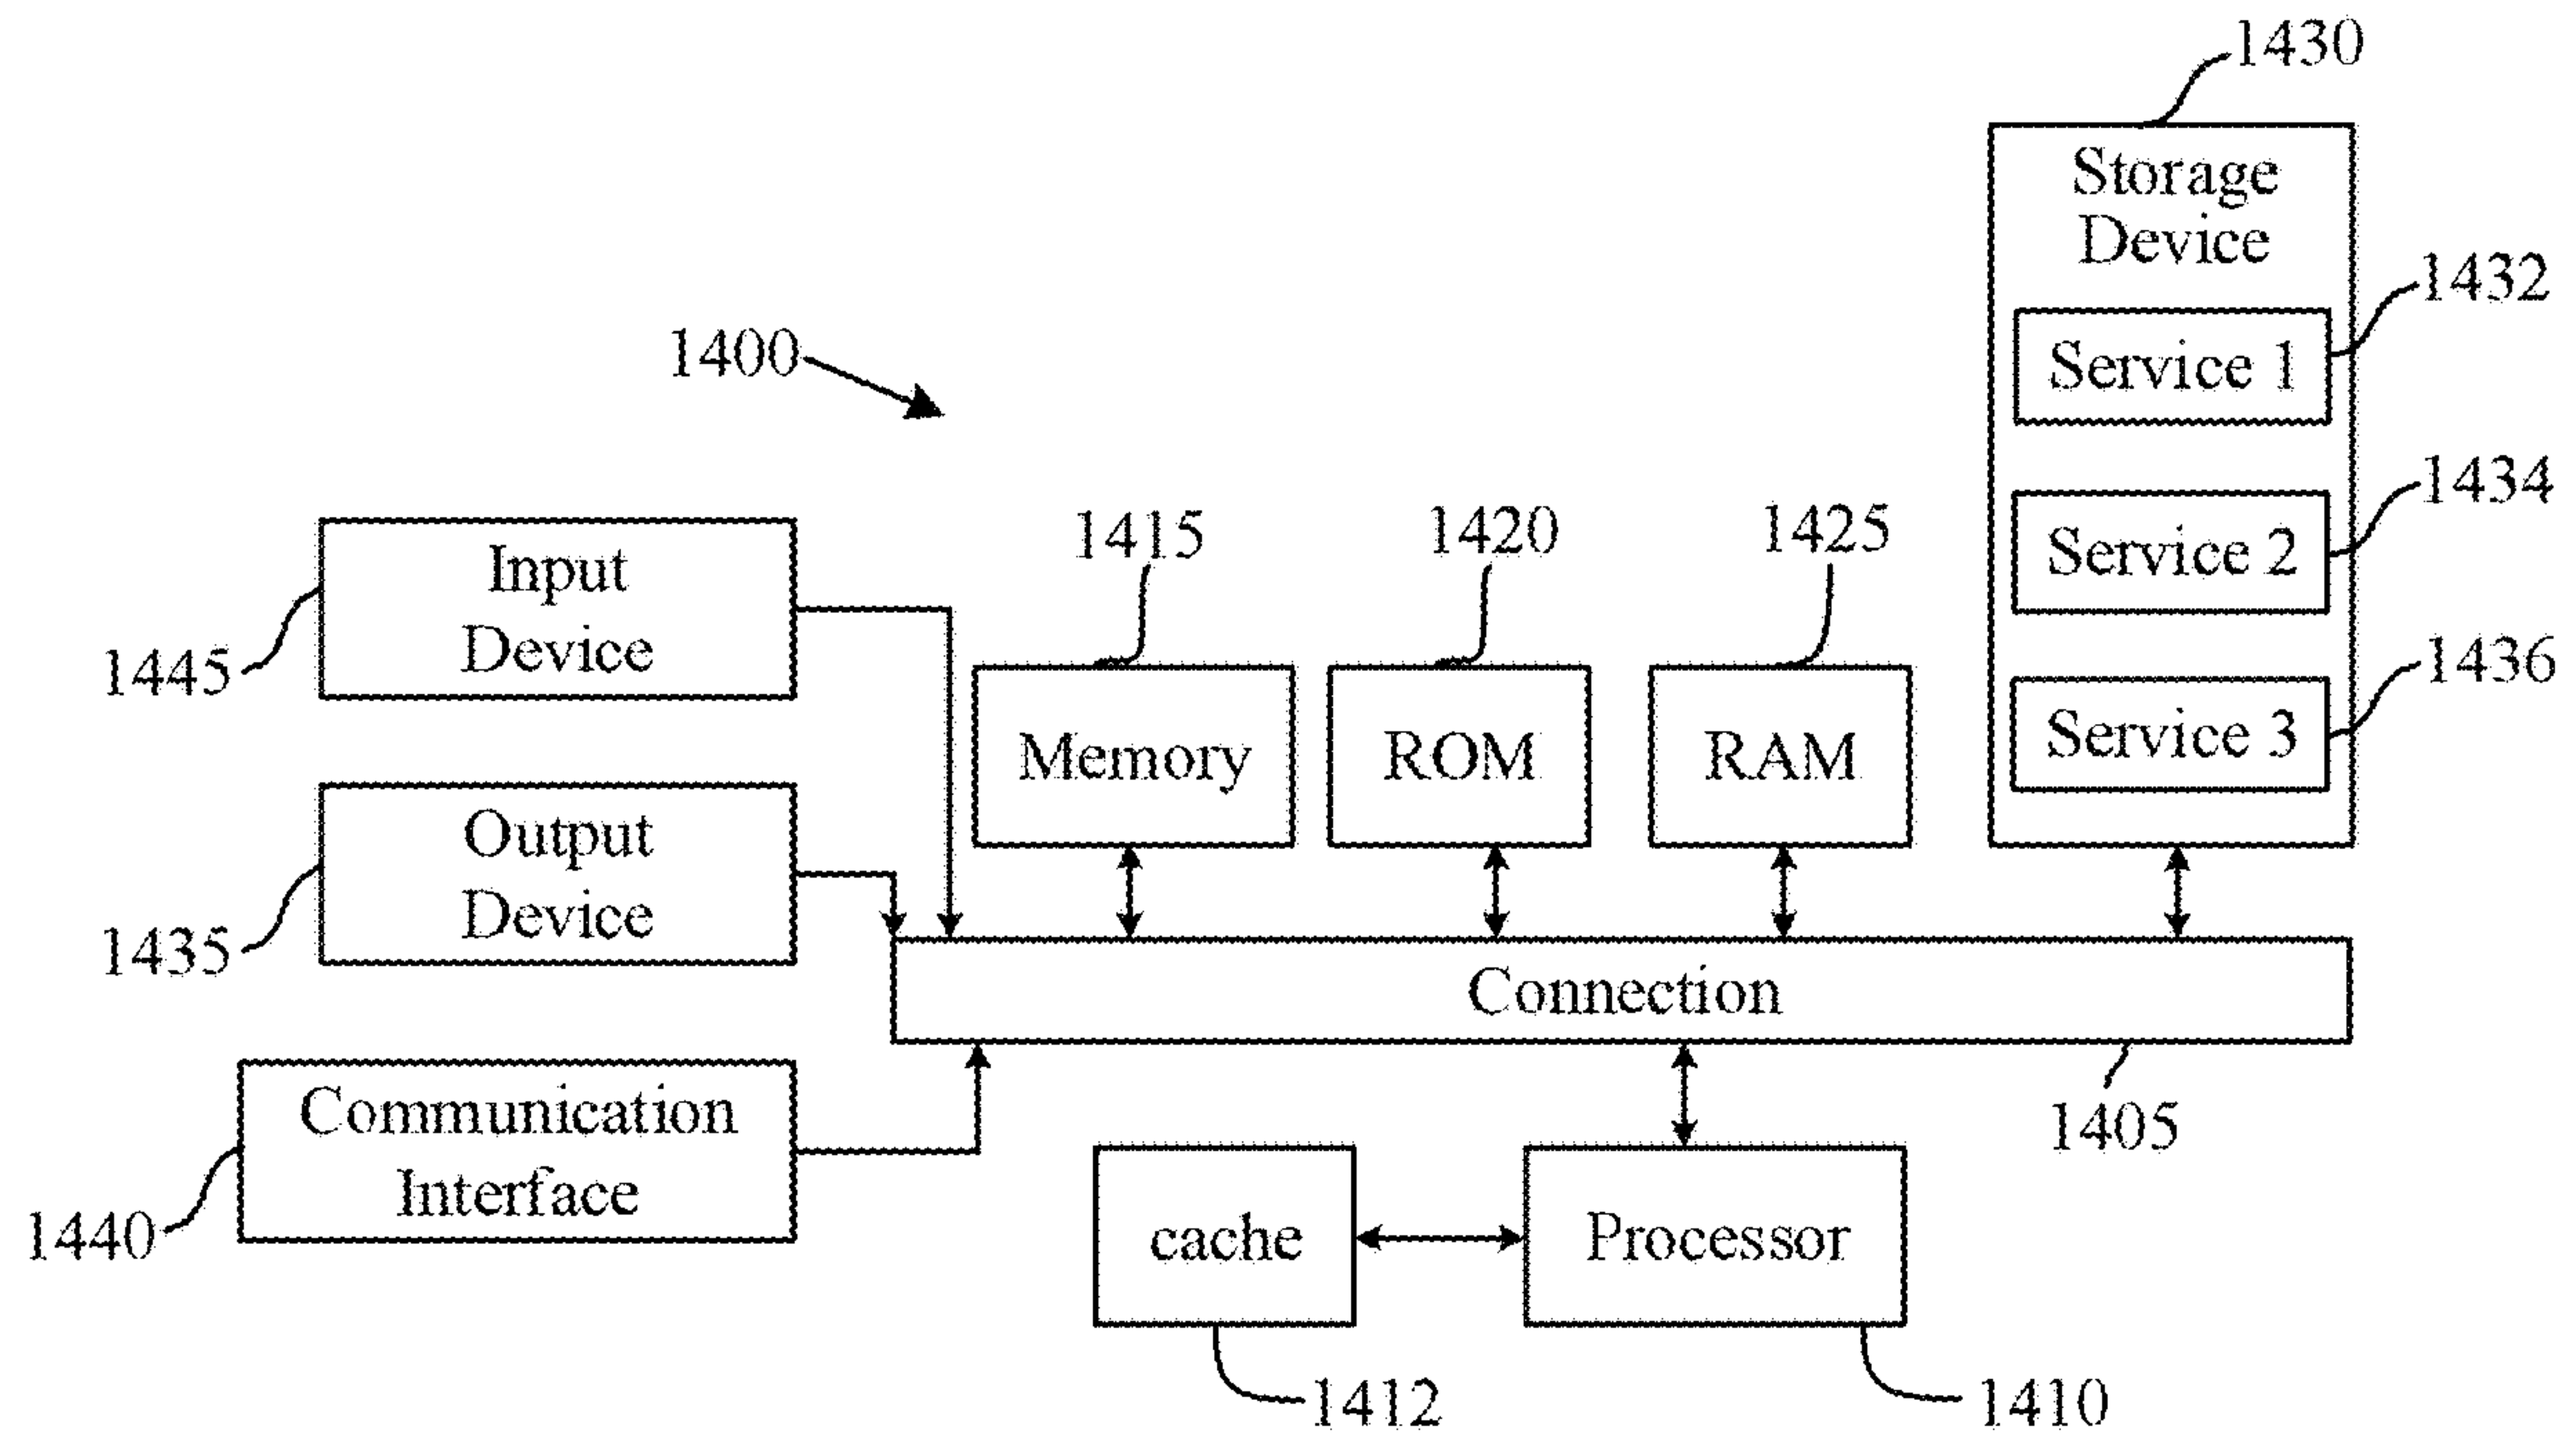 1430
Storage
Device
1432
Service 1
1400
1434
Service 2
1415
1420
1425
Input
Device
1445
1436
Service 3
Memory
ROM
RAM
Output
Device
1435
Connection
Communication
Interface
1440
1405
cache
Processor
1412
1410